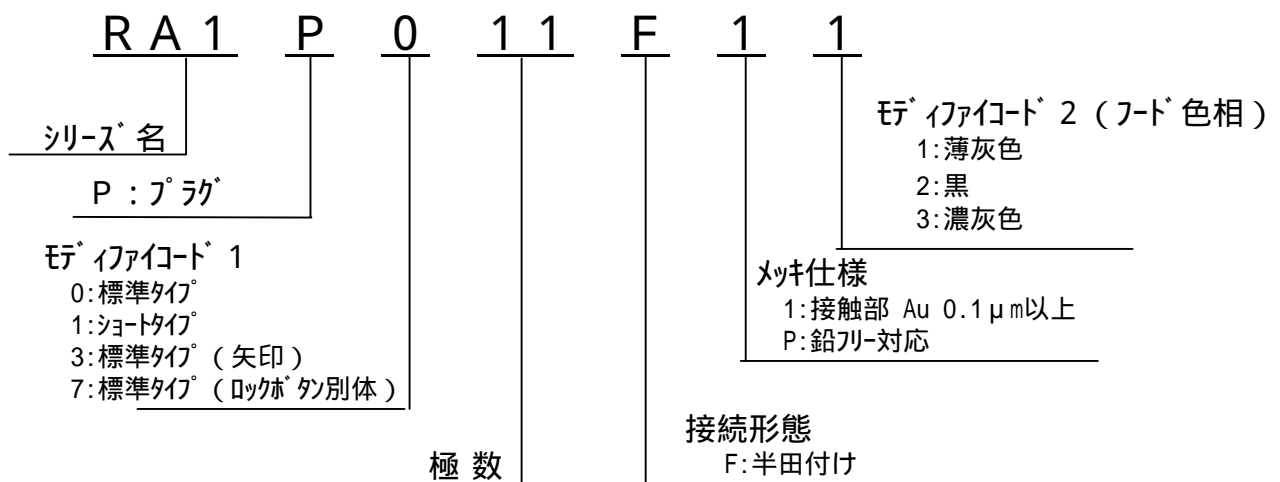 RA1 P 0 11 F 1 1
シリーズ名
P：プラグ
モディファイコード1
0:標準タイプ
1:ショートタイプ
3:標準タイプ（矢印）
7:標準タイプ（ロックボタン別体）
極数
接続形態
F:半田付け
メッキ仕様
1:接触部 Au 0.1μm以上
P:鉛フリー対応
モディファイコード2（フード色相）
1:薄灰色
2:黒
3:濃灰色